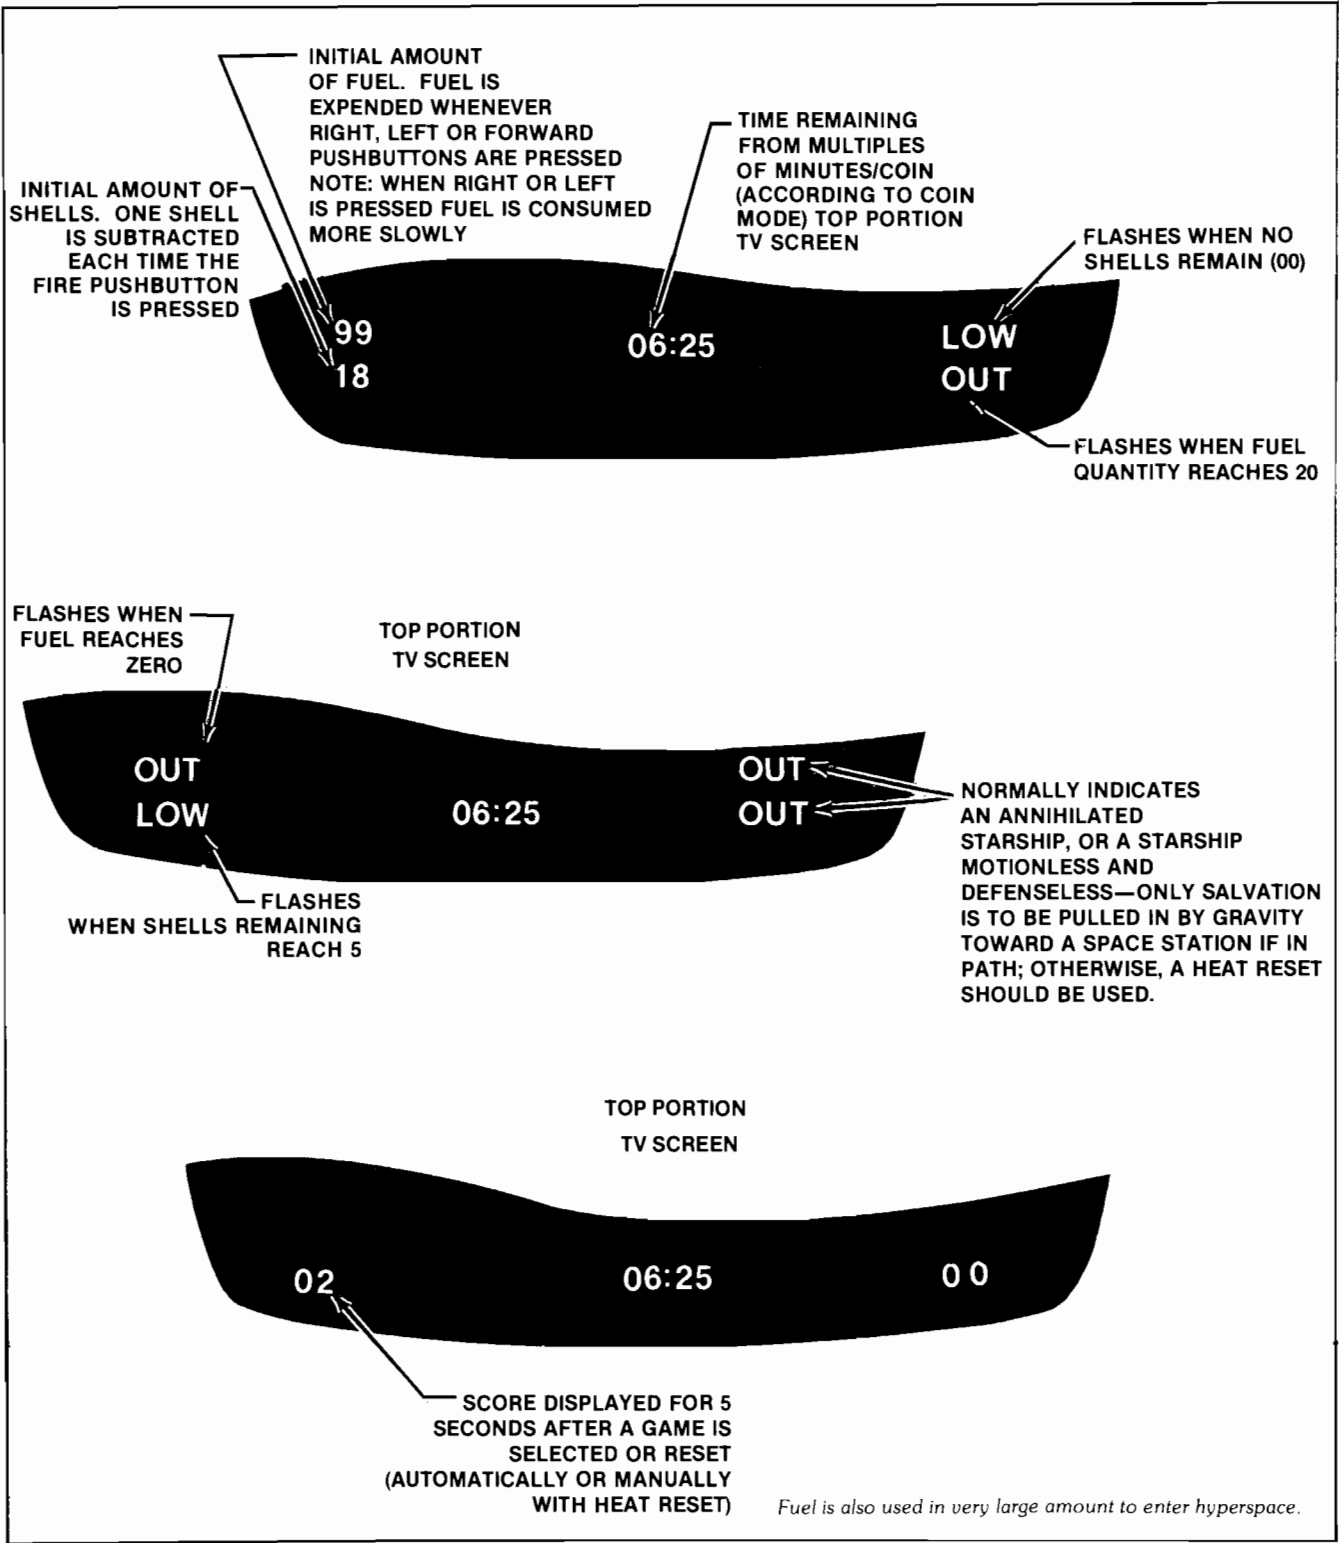 INITIAL AMOUNT
OF FUEL. FUEL IS
EXPENDED WHENEVER
RIGHT, LEFT OR FORWARD
PUSHBUTTONS ARE PRESSED
NOTE: WHEN RIGHT OR LEFT
IS PRESSED FUEL IS CONSUMED
MORE SLOWLY
TIME REMAINING
FROM MULTIPLES
OF MINUTES/COIN
(ACCORDING TO COIN
MODE) TOP PORTION
TV SCREEN
INITIAL AMOUNT OF
SHELLS. ONE SHELL
IS SUBTRACTED
EACH TIME THE
FIRE PUSHBUTTON
IS PRESSED
FLASHES WHEN NO
SHELLS REMAIN (00)
99
18
06:25
LOW
OUT
FLASHES WHEN FUEL
QUANTITY REACHES 20
FLASHES WHEN
FUEL REACHES
ZERO
TOP PORTION
TV SCREEN
OUT
LOW
06:25
OUT
OUT
NORMALLY INDICATES
AN ANNIHILATED
STARSHIP, OR A STARSHIP
MOTIONLESS AND
DEFENSELESS—ONLY SALVATION
IS TO BE PULLED IN BY GRAVITY
TOWARD A SPACE STATION IF IN
PATH; OTHERWISE, A HEAT RESET
SHOULD BE USED.
FLASHES
WHEN SHELLS REMAINING
REACH 5
TOP PORTION
TV SCREEN
02
06:25
00
SCORE DISPLAYED FOR 5
SECONDS AFTER A GAME IS
SELECTED OR RESET
(AUTOMATICALLY OR MANUALLY
WITH HEAT RESET)
Fuel is also used in very large amount to enter hyperspace.